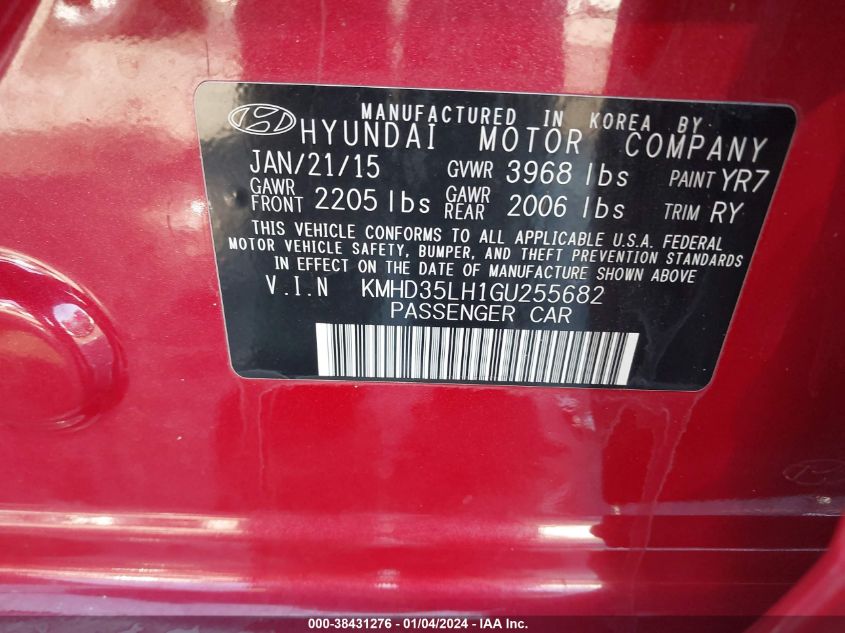 MANUFACTURED IN KOREA BY
HYUNDAI MOTOR COMPANY
JAN/21/15 GVWR 3968 lbs PAINT YR7
GAWR FRONT 2205 lbs GAWR REAR 2006 lbs TRIM RY
THIS VEHICLE CONFORMS TO ALL APPLICABLE U.S.A. FEDERAL
MOTOR VEHICLE SAFETY, BUMPER, AND THEFT PREVENTION STANDARDS
IN EFFECT ON THE DATE OF MANUFACTURE SHOWN ABOVE
V.I.N KMHD35LH1GU255682
PASSENGER CAR
000-38431276 - 01/04/2024 - IAA Inc.